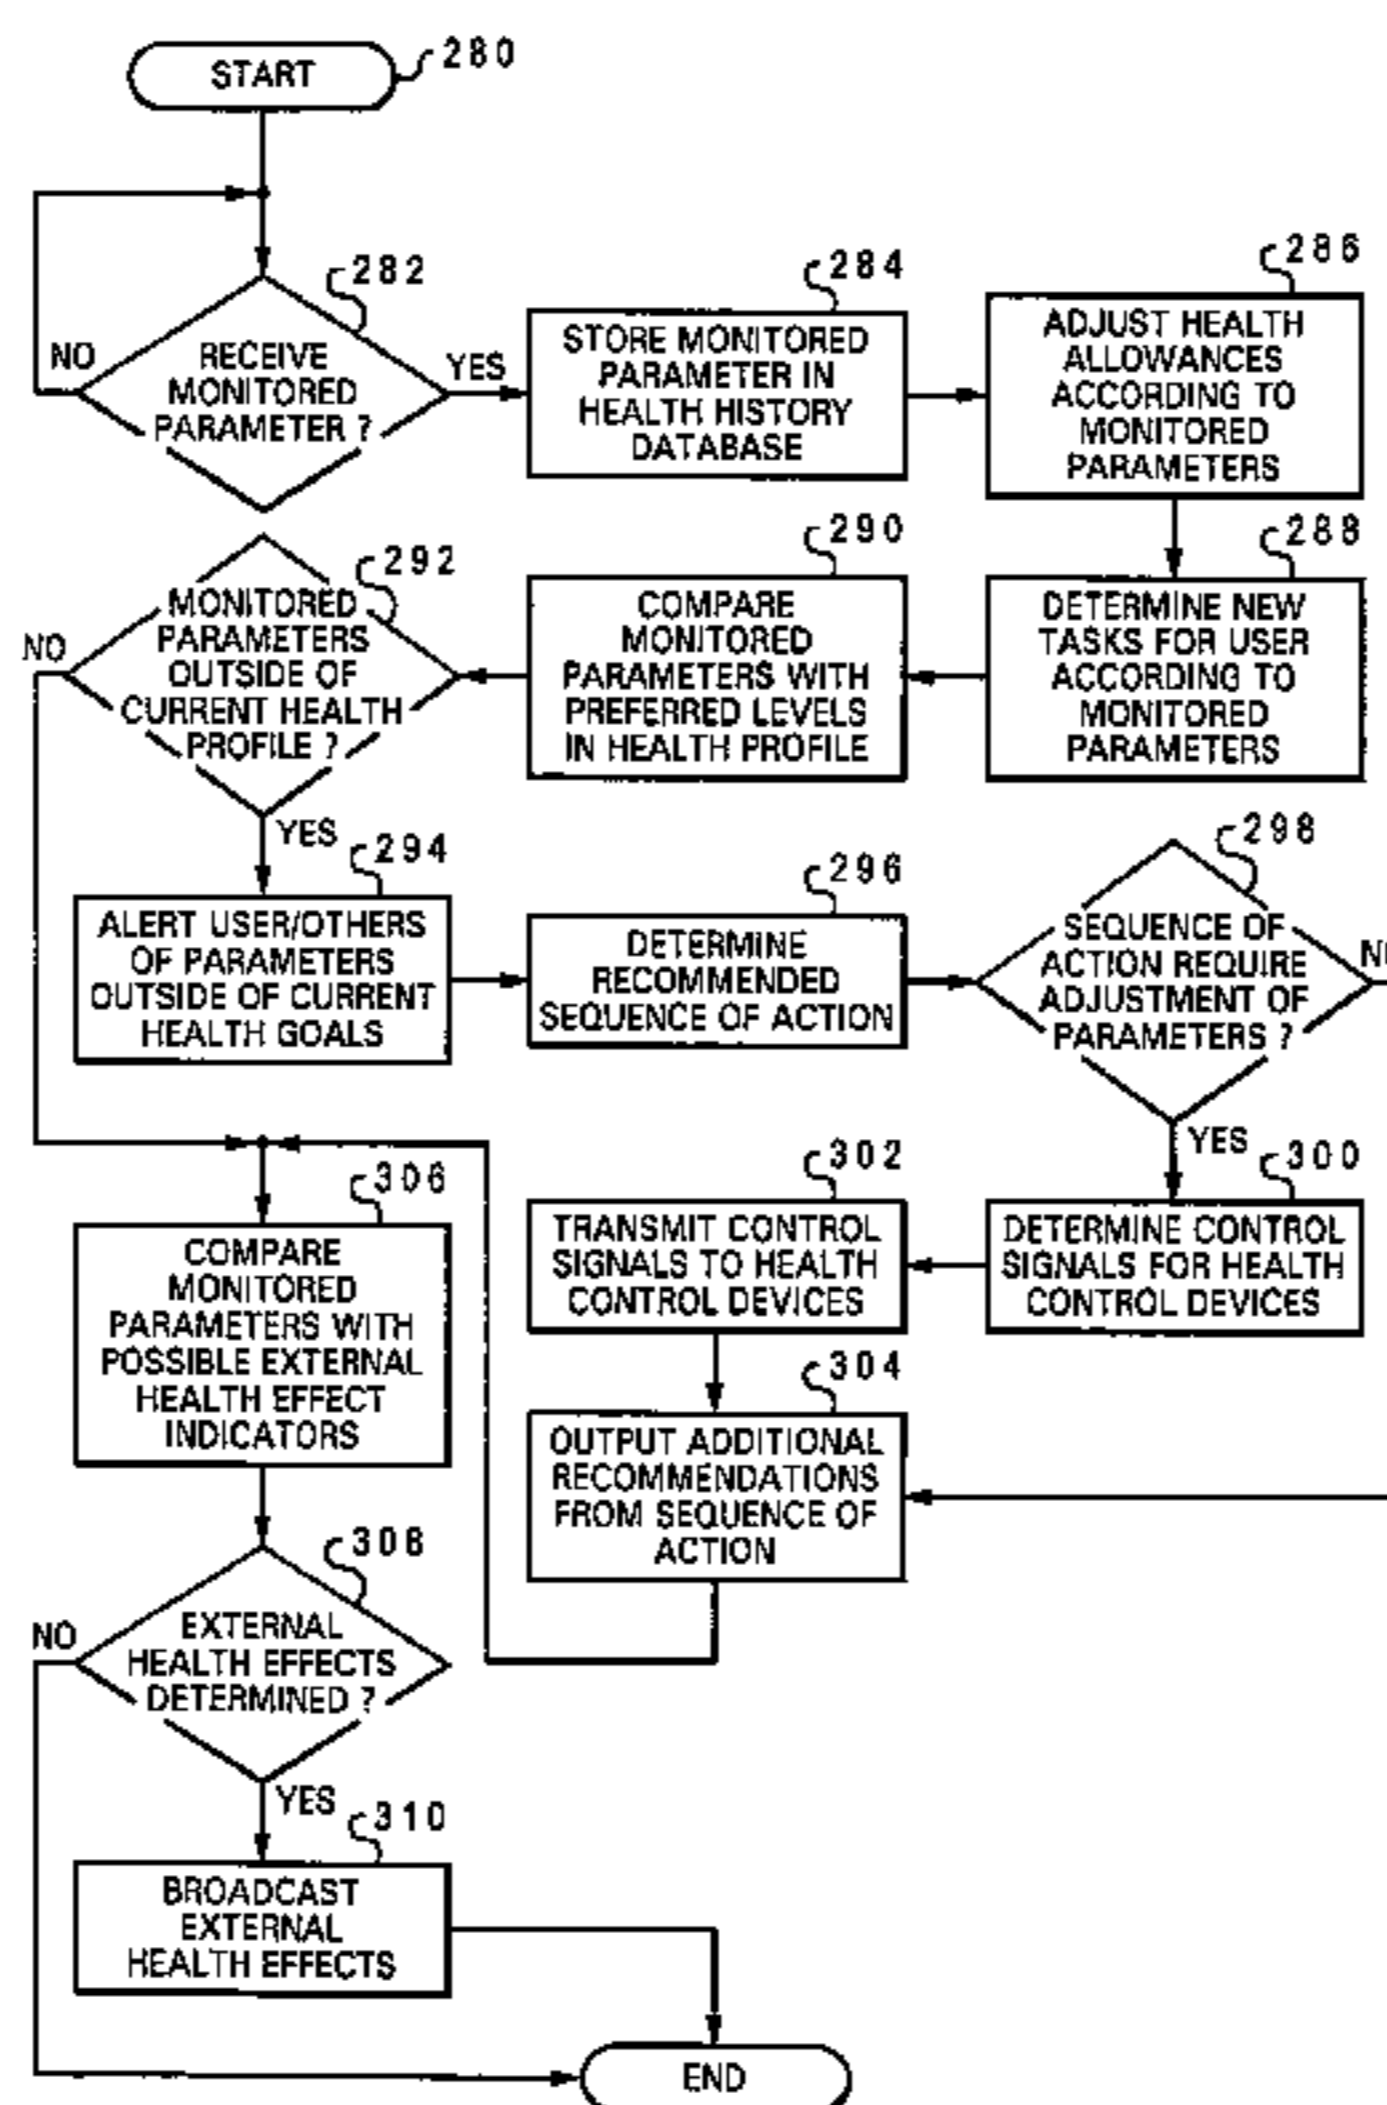 START
280
282
NO
RECEIVE
MONITORED
PARAMETER ?
YES
284
STORE MONITORED
PARAMETER IN
HEALTH HISTORY
DATABASE
286
ADJUST HEALTH
ALLOWANCES
ACCORDING TO
MONITORED
PARAMETERS
288
DETERMINE NEW
TASKS FOR USER
ACCORDING TO
MONITORED
PARAMETERS
290
COMPARE
MONITORED
PARAMETERS WITH
PREFERRED LEVELS
IN HEALTH PROFILE
292
NO
MONITORED
PARAMETERS
OUTSIDE OF
CURRENT HEALTH
PROFILE ?
YES
294
ALERT USER/OTHERS
OF PARAMETERS
OUTSIDE OF CURRENT
HEALTH GOALS
296
DETERMINE
RECOMMENDED
SEQUENCE OF ACTION
298
SEQUENCE OF
ACTION REQUIRE
ADJUSTMENT OF
PARAMETERS ?
YES
300
DETERMINE CONTROL
SIGNALS FOR HEALTH
CONTROL DEVICES
302
TRANSMIT CONTROL
SIGNALS TO HEALTH
CONTROL DEVICES
304
OUTPUT ADDITIONAL
RECOMMENDATIONS
FROM SEQUENCE OF
ACTION
306
COMPARE
MONITORED
PARAMETERS WITH
POSSIBLE EXTERNAL
HEALTH EFFECT
INDICATORS
308
NO
EXTERNAL
HEALTH EFFECTS
DETERMINED ?
YES
310
BROADCAST
EXTERNAL
HEALTH EFFECTS
END